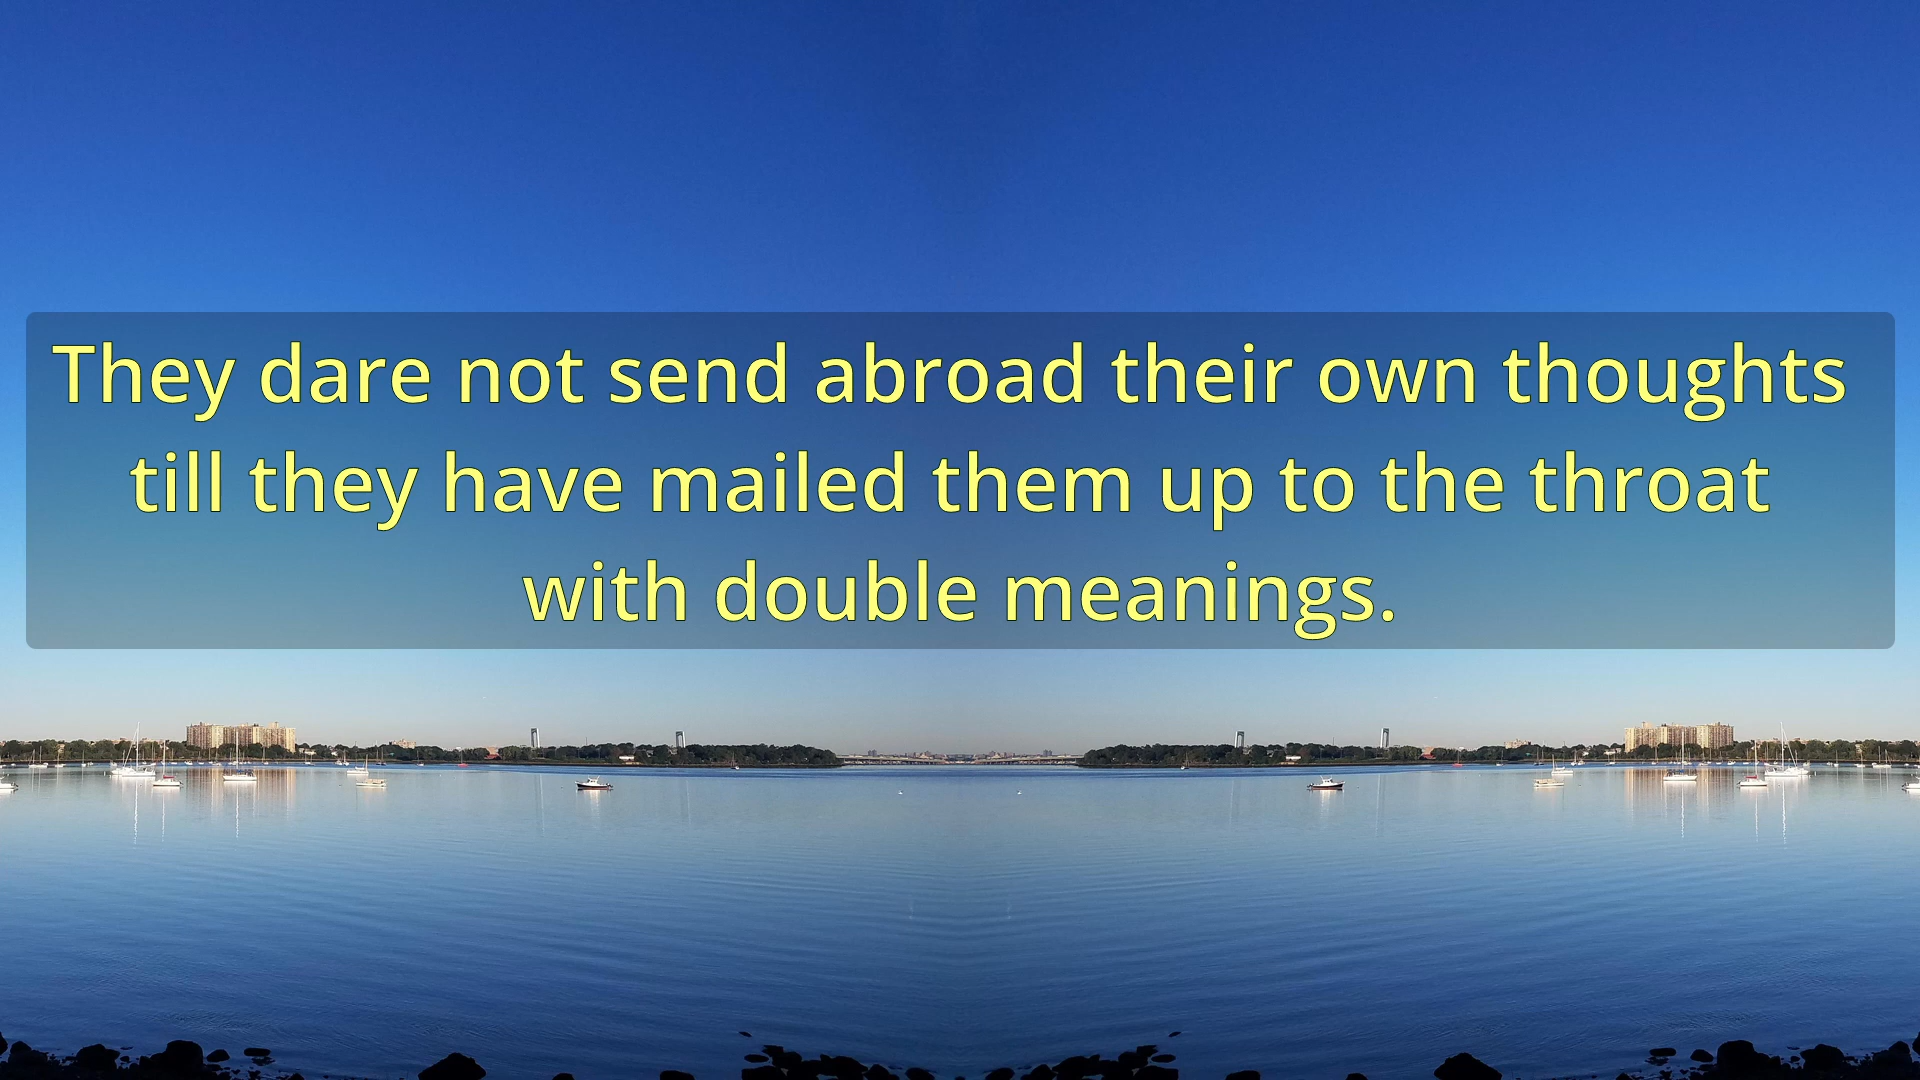 They dare not send abroad their own thoughts
till they have mailed them up to the throat
with double meanings.